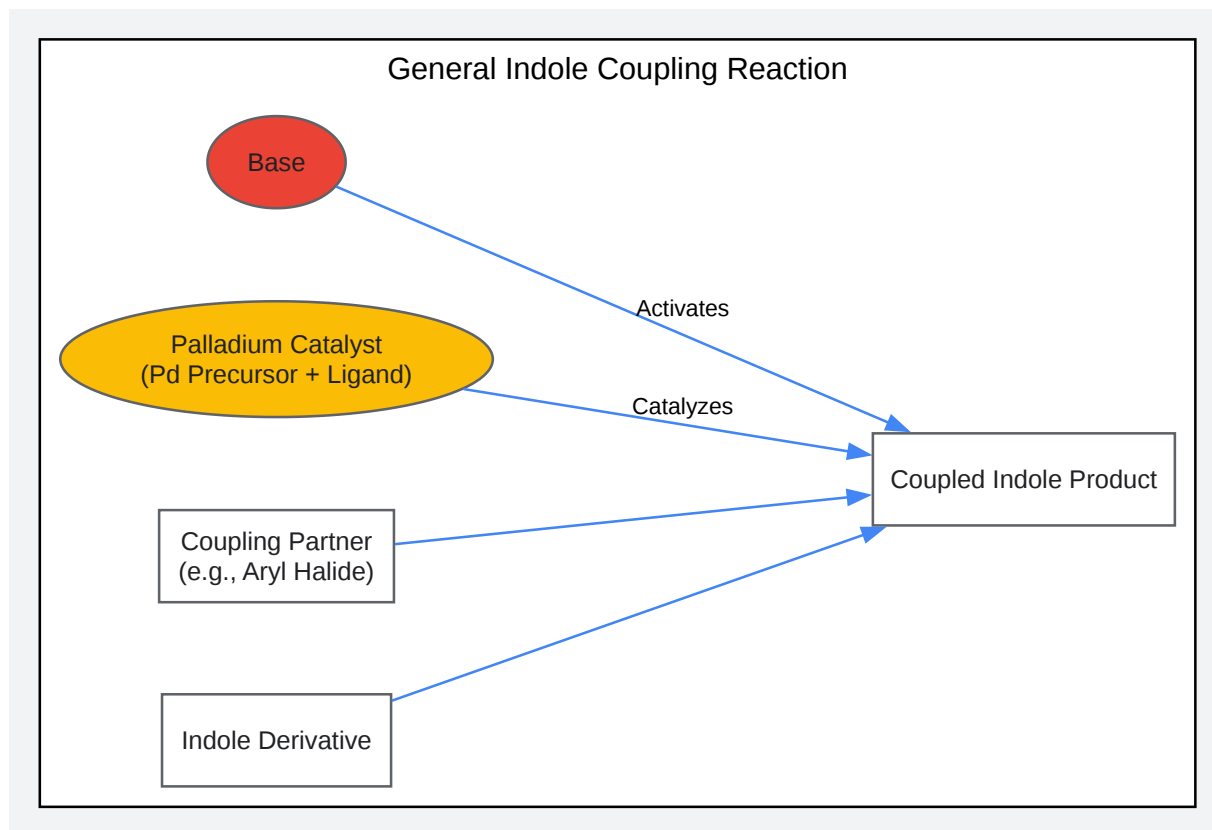 General Indole Coupling Reaction
Base
Activates
Palladium Catalyst
(Pd Precursor + Ligand)
Catalyzes
Coupled Indole Product
Coupling Partner
(e.g., Aryl Halide)
Indole Derivative